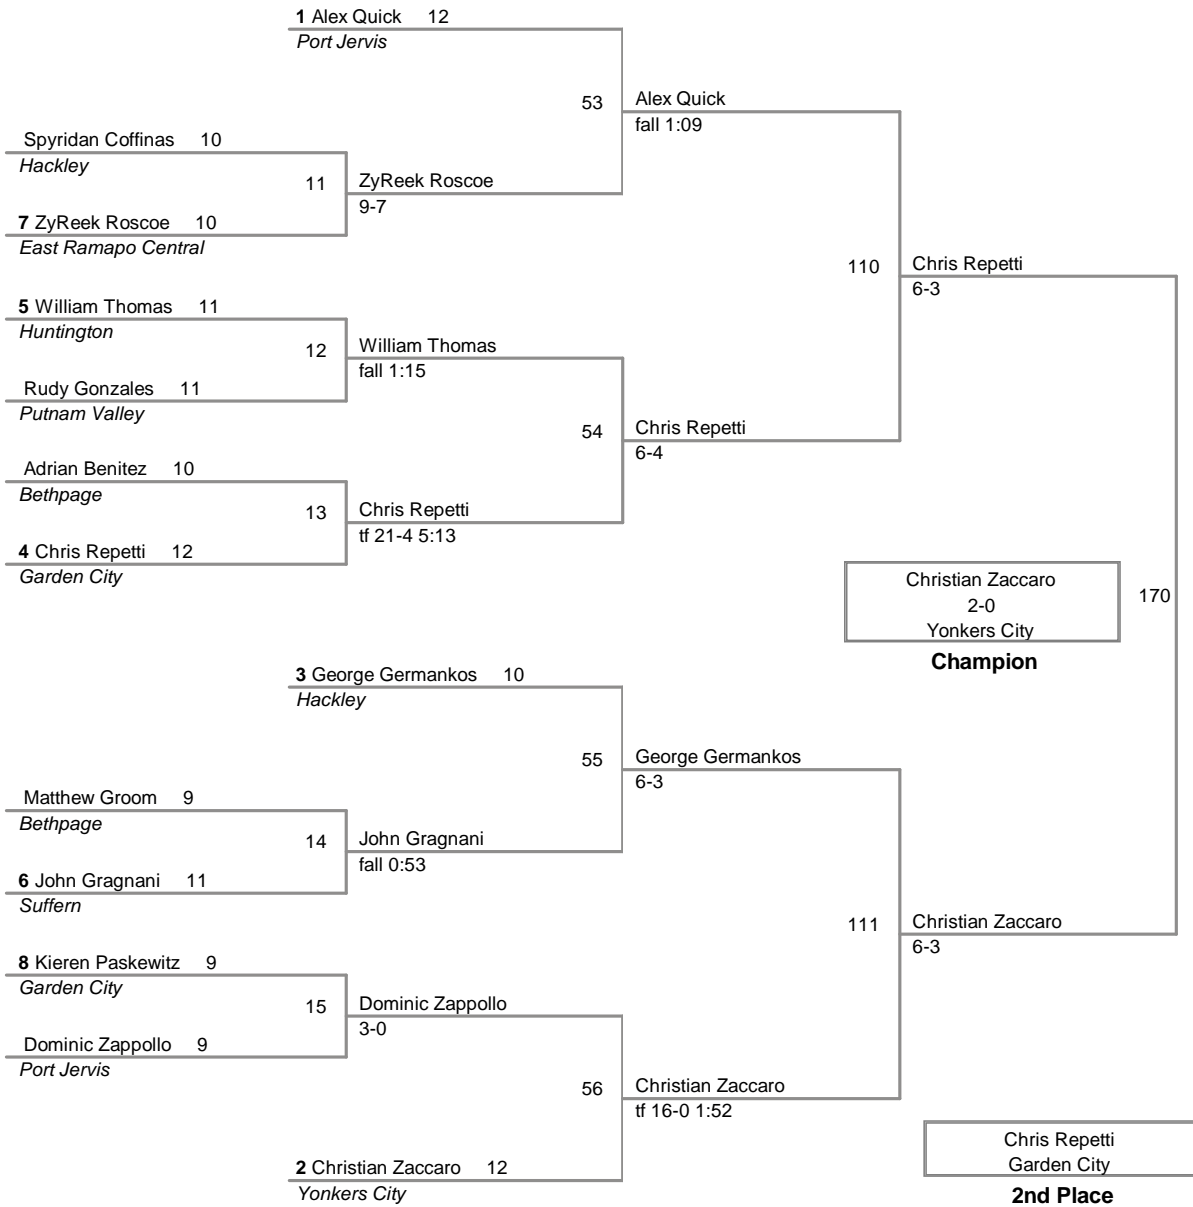 1 Alex Quick 12
Port Jervis
53
Alex Quick
fall 1:09
Spyridan Coffinas 10
Hackley
11
ZyReek Roscoe
9-7
7 ZyReek Roscoe 10
East Ramapo Central
110
Chris Repetti
6-3
5 William Thomas 11
Huntington
12
William Thomas
fall 1:15
Rudy Gonzales 11
Putnam Valley
54
Chris Repetti
6-4
Adrian Benitez 10
Bethpage
13
Chris Repetti
tf 21-4 5:13
4 Chris Repetti 12
Garden City
Christian Zaccaro
2-0
Yonkers City
Champion
170
3 George Germankos 10
Hackley
55
George Germankos
6-3
Matthew Groom 9
Bethpage
14
John Gragnani
fall 0:53
6 John Gragnani 11
Suffern
111
Christian Zaccaro
6-3
8 Kieren Paskewitz 9
Garden City
15
Dominic Zappollo
3-0
Dominic Zappollo 9
Port Jervis
56
Christian Zaccaro
tf 16-0 1:52
2 Christian Zaccaro 12
Yonkers City
Chris Repetti
Garden City
2nd Place